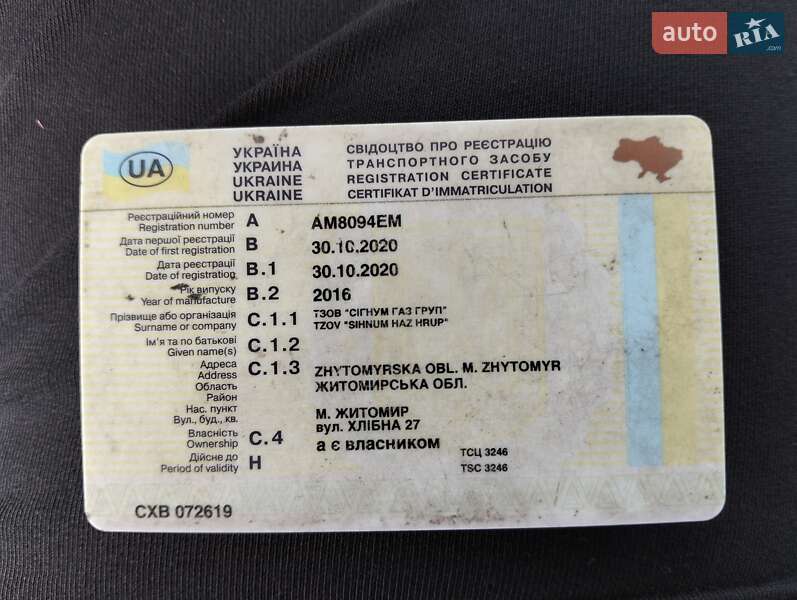 auto RIA.com
UA
УКРАЇНА
УКРАИНА
UKRAINE
UKRAINE
СВІДОЦТВО ПРО РЕЄСТРАЦІЮ
ТРАНСПОРТНОГО ЗАСОБУ
REGISTRATION CERTIFICATE
CERTIFIKAT D'IMMATRICULATION
Реєстраційний номер
Registration number A AM8094EM
Дата першої реєстрації
Date of first registration B 30.10.2020
Дата реєстрації
Date of registration B.1 30.10.2020
Рік випуску
Year of manufacture B.2 2016
Прізвище або організація
Surname or company C.1.1 ТЗОВ "СІГНУМ ГАЗ ГРУП"
TZOV "SIHNUM HAZ HRUP"
Ім'я та по батькові
Given name(s) C.1.2
Адреса
Address C.1.3 ZHYTOMYRSKA OBL. M. ZHYTOMYR
Область ЖИТОМИРСЬКА ОБЛ.
Район
Нас. пункт М. ЖИТОМИР
Вул., буд., кв. вул. ХЛІБНА 27
Власність
Ownership C.4 а є власником
Дійсне до ТСЦ 3246
Period of validity H TSC 3246
CXB 072619